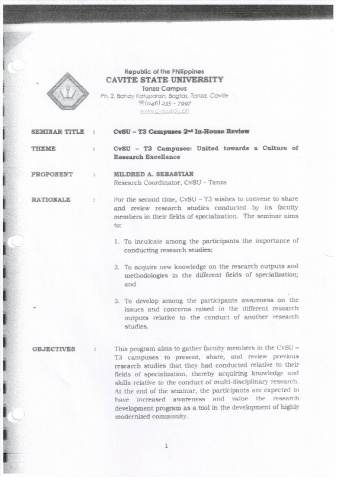 Republic of the Philippines
CAVITE STATE UNIVERSITY
Tanza Campus
Ph. 2, Bahay Katuparan, Bagtas, Tanza, Cavite
(046) 235 - 7997
SEMINAR TITLE : CvSU – T3 Campuses 2nd In-House Review
THEME : CvSU – T3 Campuses: United towards a Culture of
Research Excellence
PROPONENT : MILDRED A. SEBASTIAN
Research Coordinator, CvSU – Tanza
RATIONALE : For the second time, CvSU – T3 wishes to convene to share
and review research studies conducted by its faculty
members in their fields of specialization. The seminar aims
to:
1. To inculcate among the participants the importance of
conducting research studies;
2. To acquire new knowledge on the research outputs and
methodologies in the different fields of specialization;
and
3. To develop among the participants awareness on the
issues and concerns raised in the different research
outputs relative to the conduct of another research
studies.
OBJECTIVES : This program aims to gather faculty members in the CvSU –
T3 campuses to present, share, and review previous
research studies that they had conducted relative to their
fields of specialization, thereby acquiring knowledge and
skills relative to the conduct of multi-disciplinary research.
At the end of the seminar, the participants are expected to
have increased awareness and value the research
development program as a tool in the development of highly
modernized community.
1